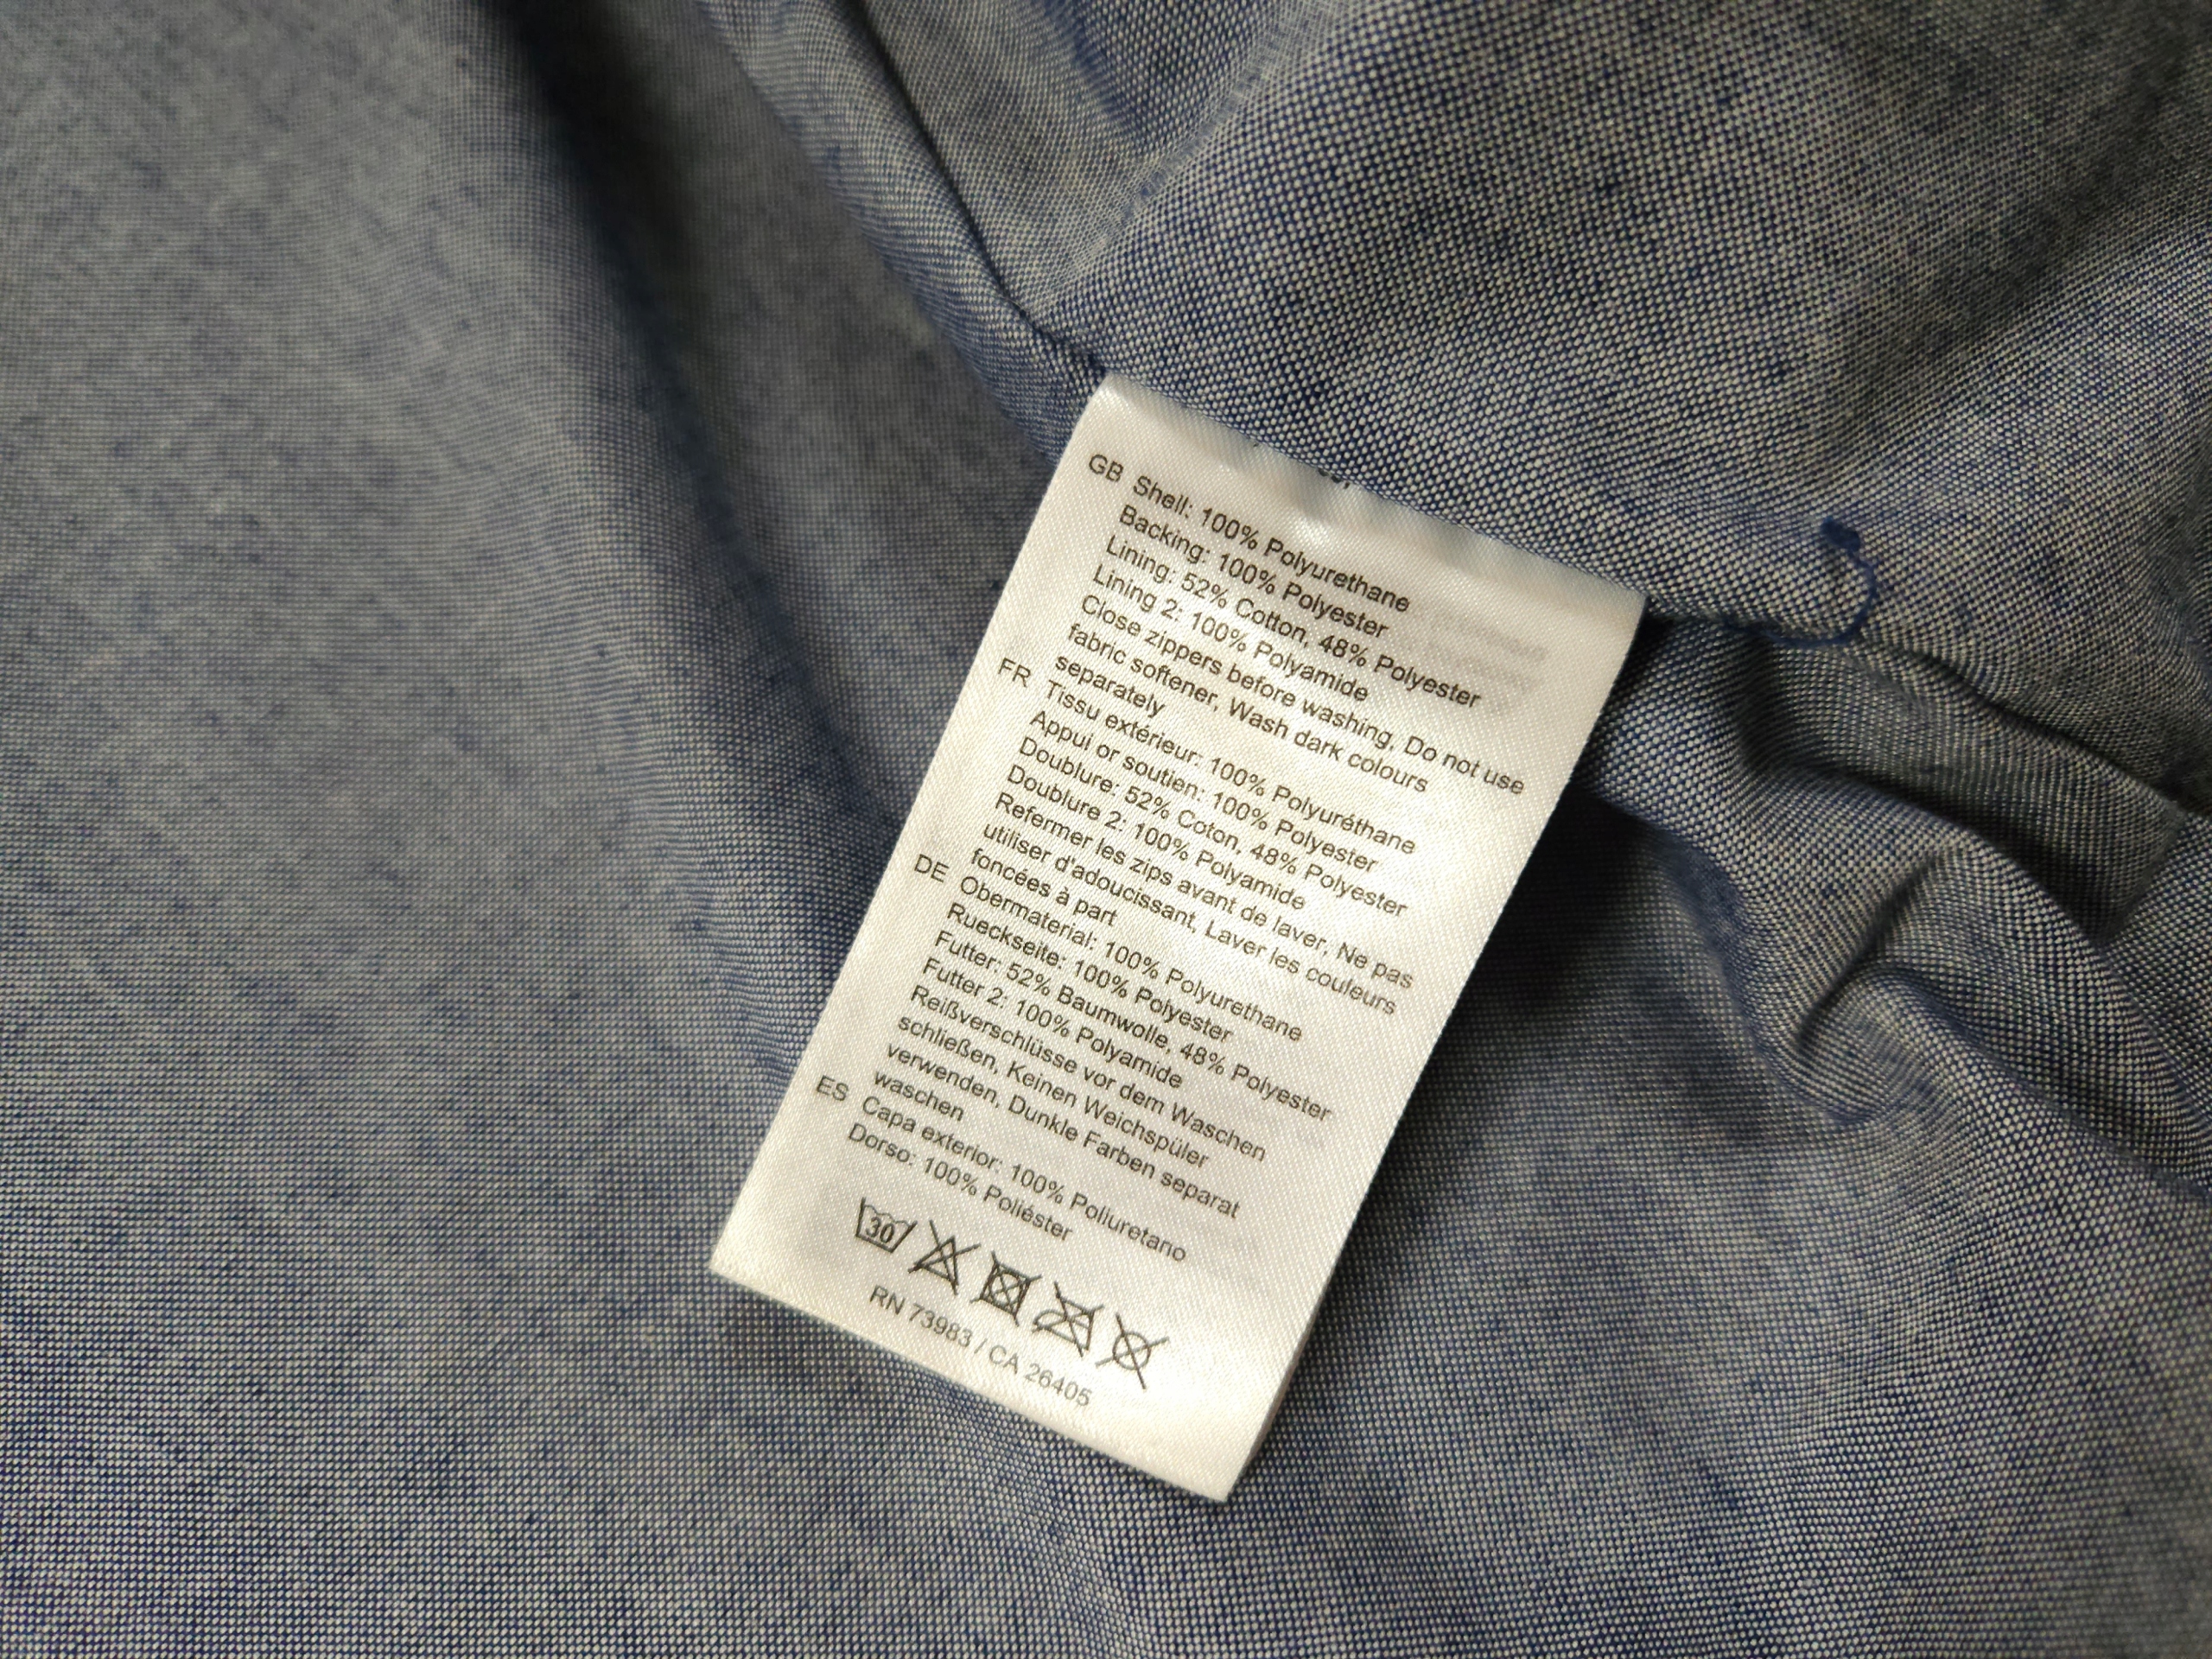 GB Shell: 100% Polyurethane
Backing: 100% Polyester
Lining: 52% Cotton, 48% Polyester
Lining 2: 100% Polyamide
Close zippers before washing, Do not use
fabric softener, Wash dark colours
separately
FR Tissu extérieur: 100% Polyuréthane
Appui or soutien: 100% Polyester
Doublure: 52% Coton, 48% Polyester
Doublure 2: 100% Polyamide
Refermer les zips avant de laver, Ne pas
utiliser d'adoucissant, Laver les couleurs
foncées à part
DE Obermaterial: 100% Polyurethane
Rueckseite: 100% Polyester
Futter: 52% Baumwolle, 48% Polyester
Futter 2: 100% Polyamide
Reißverschlüsse vor dem Waschen
schließen, Keinen Weichspüler
verwenden, Dunkle Farben separat
waschen
ES Capa exterior: 100% Poliuretano
Dorso: 100% Poliéster
30
RN 73983 / CA 26405